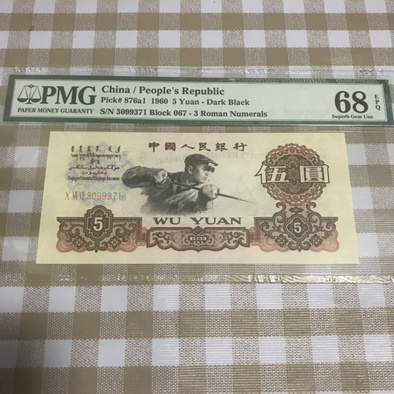 PMG
PAPER MONEY GUARANTY
China / People's Republic
Pick# 876a1 1960 5 Yuan - Dark Black
S/N 3099371 Block 067 - 3 Roman Numerals
68 EPQ
Superb Gem Unc
中國人民銀行
3099371
伍圓
WU YUAN
5
5